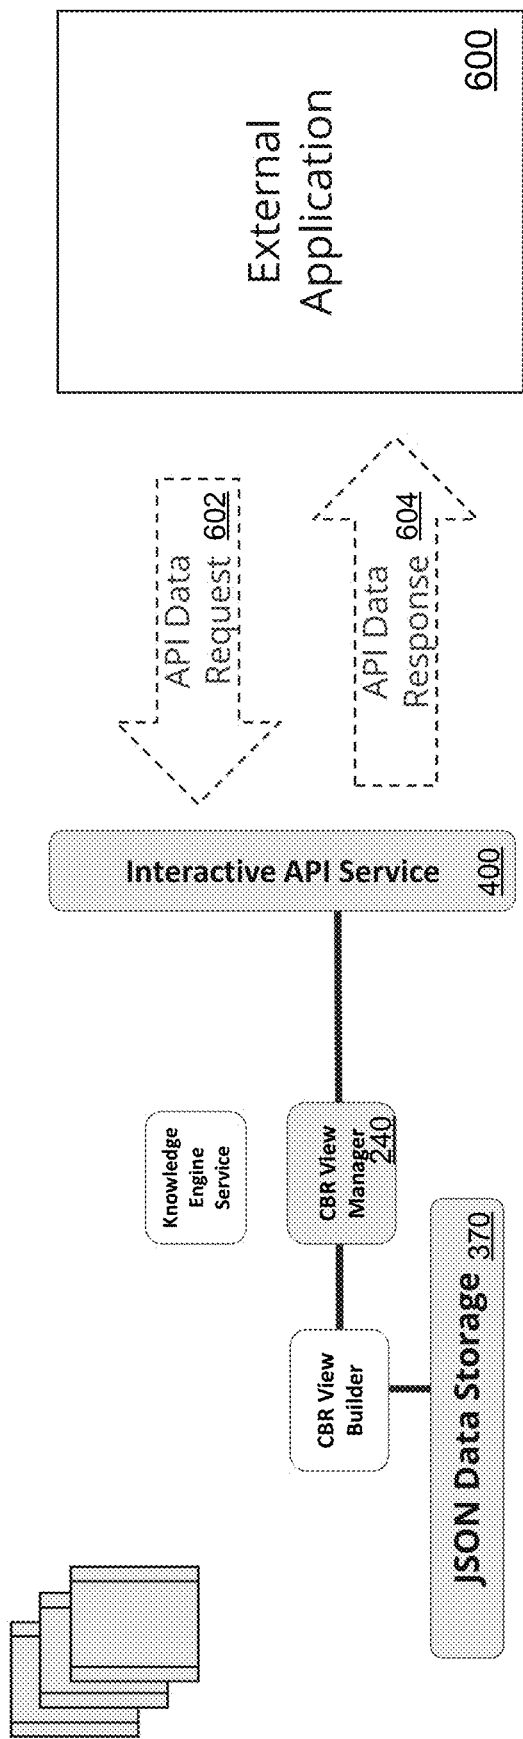 Knowledge
Engine
Service
CBR View
Builder
CBR View
Manager
240
JSON Data Storage 370
Interactive API Service
400
API Data
Request 602
API Data
Response 604
External
Application
600